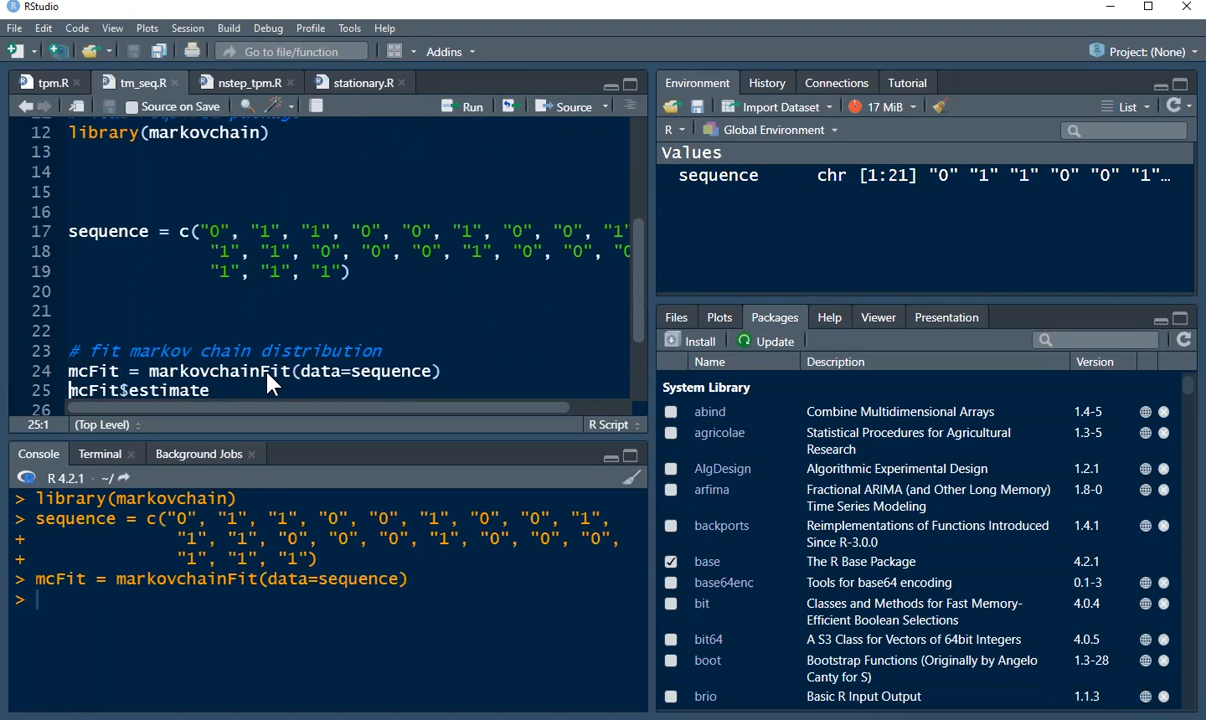 RStudio
File Edit Code View Plots Session Build Debug Profile Tools Help
Go to file/function Addins Project: (None)
tpm.R tm_seq.R nstep_tpm.R stationary.R
Source on Save Run Source
12 library(markovchain)
13
14
15
16
17 sequence = c("0", "1", "1", "0", "0", "1", "0", "0", "1"
18 "1", "1", "0", "0", "0", "1", "0", "0",
19 "1", "1", "1")
20
21
22
23 # fit markov chain distribution
24 mcFit = markovchainFit(data=sequence)
25 mcFit$estimate
26
25:1 (Top Level) R Script
Console Terminal Background Jobs
R 4.2.1 · ~/
> library(markovchain)
> sequence = c("0", "1", "1", "0", "0", "1", "0", "0", "1",
+ "1", "1", "0", "0", "0", "1", "0", "0", "0",
+ "1", "1", "1")
> mcFit = markovchainFit(data=sequence)
>
Environment History Connections Tutorial
Import Dataset 17 MiB List
R Global Environment
Values
sequence chr [1:21] "0" "1" "1" "0" "0" "1"…
Files Plots Packages Help Viewer Presentation
Install Update
Name Description Version
System Library
abind Combine Multidimensional Arrays 1.4-5
agricolae Statistical Procedures for Agricultural 1.3-5
Research
AlgDesign Algorithmic Experimental Design 1.2.1
arfima Fractional ARIMA (and Other Long Memory) 1.8-0
Time Series Modeling
backports Reimplementations of Functions Introduced 1.4.1
Since R-3.0.0
base The R Base Package 4.2.1
base64enc Tools for base64 encoding 0.1-3
bit Classes and Methods for Fast Memory- 4.0.4
Efficient Boolean Selections
bit64 A S3 Class for Vectors of 64bit Integers 4.0.5
boot Bootstrap Functions (Originally by Angelo 1.3-28
Canty for S)
brio Basic R Input Output 1.1.3